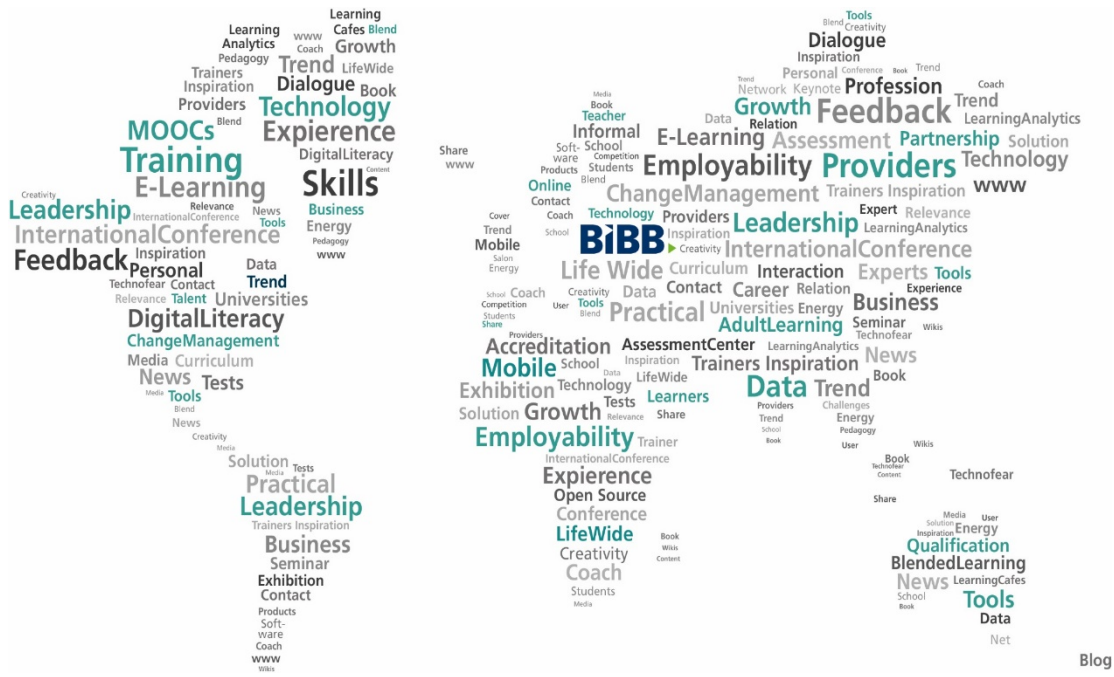 Learning
Cafes Blend
Learning
Analytics
www
Coach
Growth
Pedagogy
Trend
LifeWide
Trainers
Inspiration
Dialogue
Book
Providers
Technology
Blend
MOOCs
Expierence
Training
DigitalLiteracy
Content
E-Learning
Skills
Creativity
Relevance
Leadership
InternationalConference
News
Tools
Business
InternationalConference
Energy
Pedagogy
www
Feedback
Inspiration
Personal
Data
Technofear
Contact
Trend
Relevance
Talent
Universities
DigitalLiteracy
ChangeManagement
Media
Curriculum
News
Tests
Media
Tools
Blend
News
Creativity
Media
Solution
Media
Tests
Practical
Leadership
Trainers Inspiration
Business
Seminar
Exhibition
Contact
Products
Soft-
ware
Coach
www
Wikis
Share
www
Media
Book
Teacher
Informal
Soft-
ware
School
Competition
Products
Students
Online
Blend
Contact
Cover
Coach
Technology
Trend
School
Mobile
Salon
Energy
BiBB
Providers
Inspiration
Creativity
Tools
Blend
Creativity
Dialogue
Inspiration
Personal
Conference
Book
Trend
Trend
Network
Keynote
Profession
Coach
Growth
Feedback
Trend
Data
Relation
LearningAnalytics
E-Learning
Assessment
Partnership
Solution
Employability
Providers
Technology
ChangeManagement
Trainers Inspiration
www
Leadership
Expert
Relevance
LearningAnalytics
InternationalConference
Life Wide
Curriculum
Interaction
Experts
Tools
School
Coach
Creativity
Data
Contact
Career
Relation
Experience
Competition
User
Tools
Practical
Universities
Energy
Business
Students
Blend
Share
AdultLearning
Seminar
Wikis
Technofear
Providers
Accreditation
AssessmentCenter
LearningAnalytics
News
Mobile
School
Inspiration
Trainers Inspiration
Data
LifeWide
Book
Exhibition
Technology
Learners
Data
Trend
Tests
Solution
Growth
Relevance
Share
Providers
Challenges
Trend
Energy
Employability
Trainer
School
Pedagogy
Book
User
Wikis
InternationalConference
Book
Technofear
Content
Technofear
Expierence
Open Source
Share
Conference
LifeWide
Book
Creativity
Wikis
Content
Coach
Students
Media
Media
User
Solution
Energy
Inspiration
Qualification
BlendedLearning
News
LearningCafes
School
Book
Tools
Data
Net
Blog